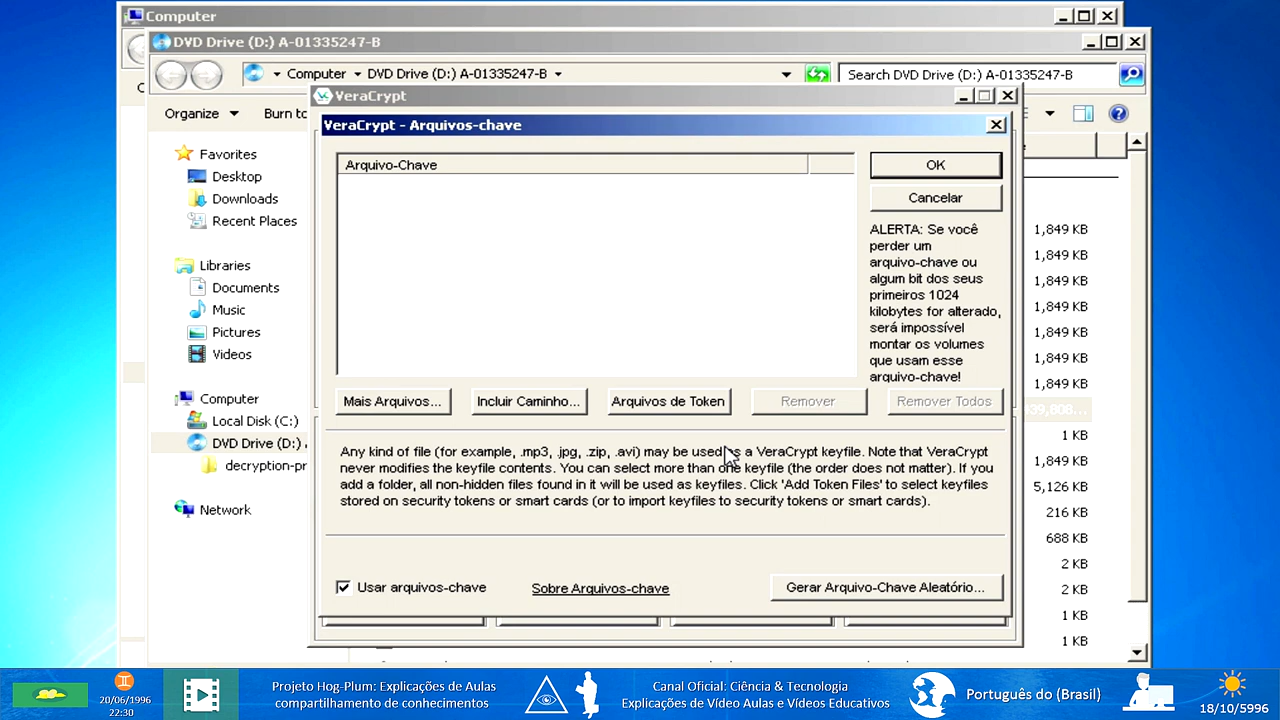 Computer
DVD Drive (D:) A-01335247-B
Computer DVD Drive (D:) A-01335247-B
Search DVD Drive (D:) A-01335247-B
Organize
VeraCrypt
VeraCrypt - Arquivos-chave
Arquivo-Chave
OK
Cancelar
ALERTA: Se você
perder um
arquivo-chave ou
algum bit dos seus
primeiros 1024
kilobytes for alterado,
será impossível
montar os volumes
que usam esse
arquivo-chave!
Mais Arquivos...
Incluir Caminho...
Arquivos de Token
Remover
Remover Todos
Any kind of file (for example, .mp3, .jpg, .zip, .avi) may be used as a VeraCrypt keyfile. Note that VeraCrypt
never modifies the keyfile contents. You can select more than one keyfile (the order does not matter). If you
add a folder, all non-hidden files found in it will be used as keyfiles. Click 'Add Token Files' to select keyfiles
stored on security tokens or smart cards (or to import keyfiles to security tokens or smart cards).
Usar arquivos-chave
Sobre Arquivos-chave
Gerar Arquivo-Chave Aleatório...
Favorites
Desktop
Downloads
Recent Places
Libraries
Documents
Music
Pictures
Videos
Computer
Local Disk (C:)
DVD Drive (D:)
decryption-pr
Network
1,849 KB
1,849 KB
1,849 KB
1,849 KB
1,849 KB
1,849 KB
1,849 KB
1 KB
1,849 KB
5,126 KB
216 KB
688 KB
2 KB
2 KB
1 KB
1 KB
20/06/1996
22:30
Projeto Hog-Plum: Explicações de Aulas
compartilhamento de conhecimentos
Canal Oficial: Ciência & Tecnologia
Explicações de Vídeo Aulas e Vídeos Educativos
Português do (Brasil)
18/10/5996